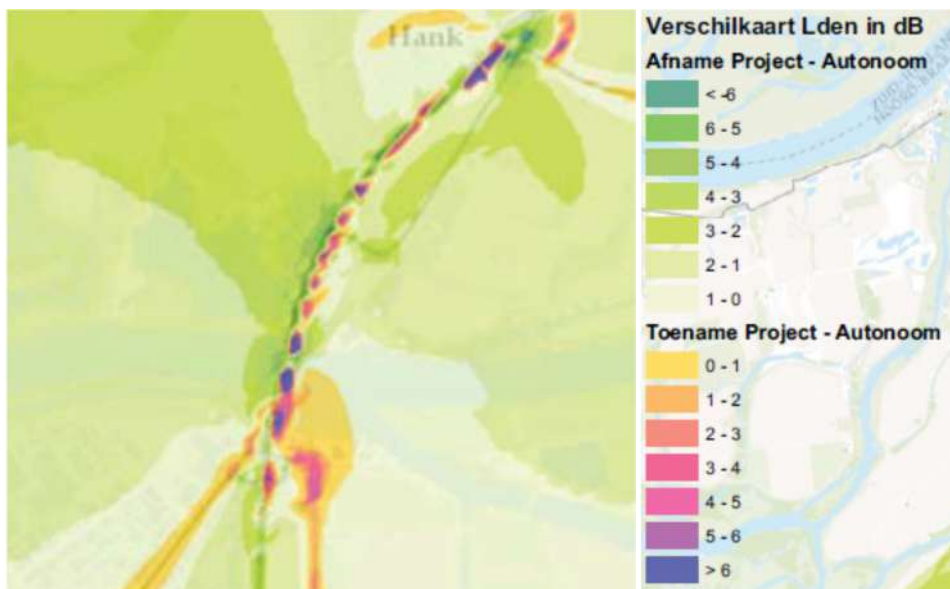 Hank
Verschilkaart Lden in dB
Afname Project - Autonoom
< -6
6 - 5
5 - 4
4 - 3
3 - 2
2 - 1
1 - 0
Toename Project - Autonoom
0 - 1
1 - 2
2 - 3
3 - 4
4 - 5
5 - 6
> 6